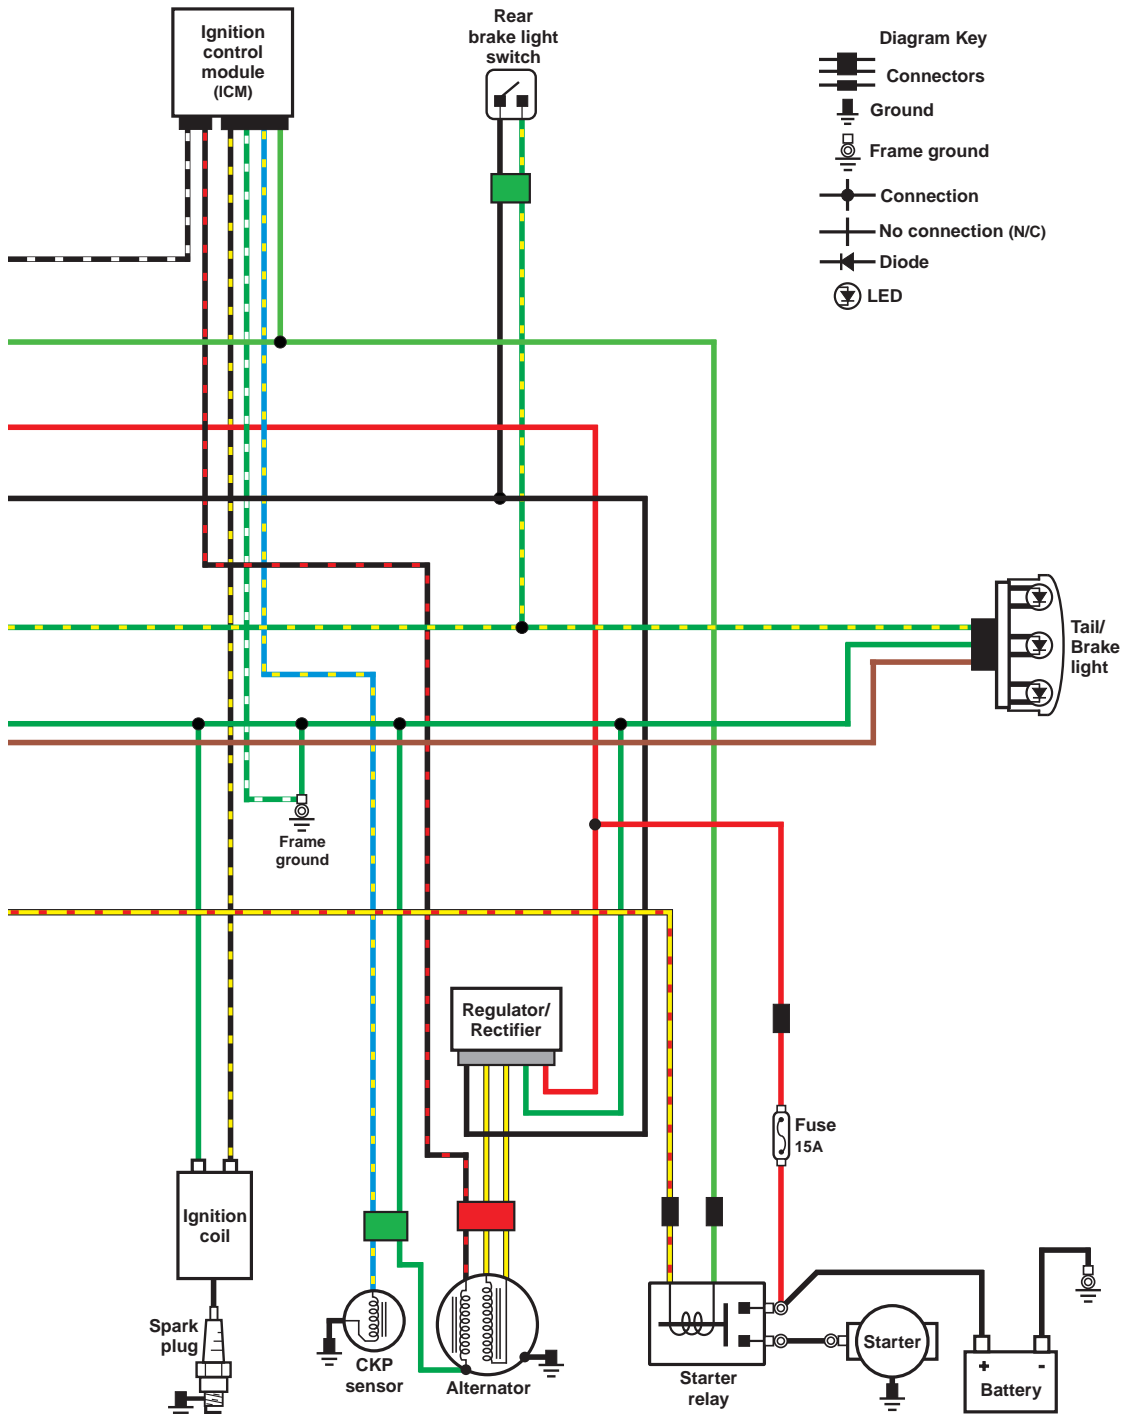 Ignition
control
module
(ICM)
Rear
brake light
switch
Diagram Key
Connectors
Ground
Frame ground
Connection
No connection (N/C)
Diode
LED
Tail/
Brake
light
Frame
ground
Regulator/
Rectifier
Fuse
15A
Ignition
coil
Spark
plug
CKP
sensor
Alternator
Starter
relay
Starter
+ -
Battery